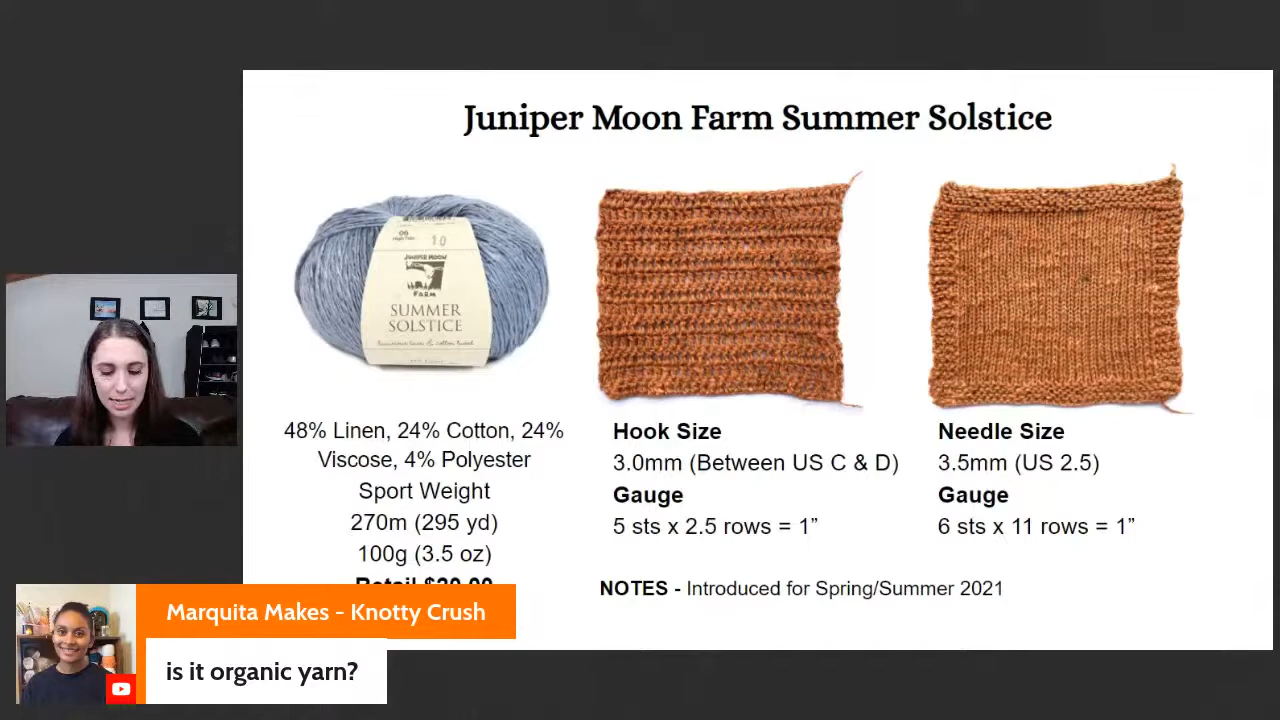 Juniper Moon Farm Summer Solstice
10
JUNIPER MOON
FARM
SUMMER
SOLSTICE
48% Linen, 24% Cotton, 24%
Viscose, 4% Polyester
Sport Weight
270m (295 yd)
100g (3.5 oz)
Hook Size
3.0mm (Between US C & D)
Gauge
5 sts x 2.5 rows = 1”
Needle Size
3.5mm (US 2.5)
Gauge
6 sts x 11 rows = 1”
NOTES - Introduced for Spring/Summer 2021
Marquita Makes - Knotty Crush
is it organic yarn?